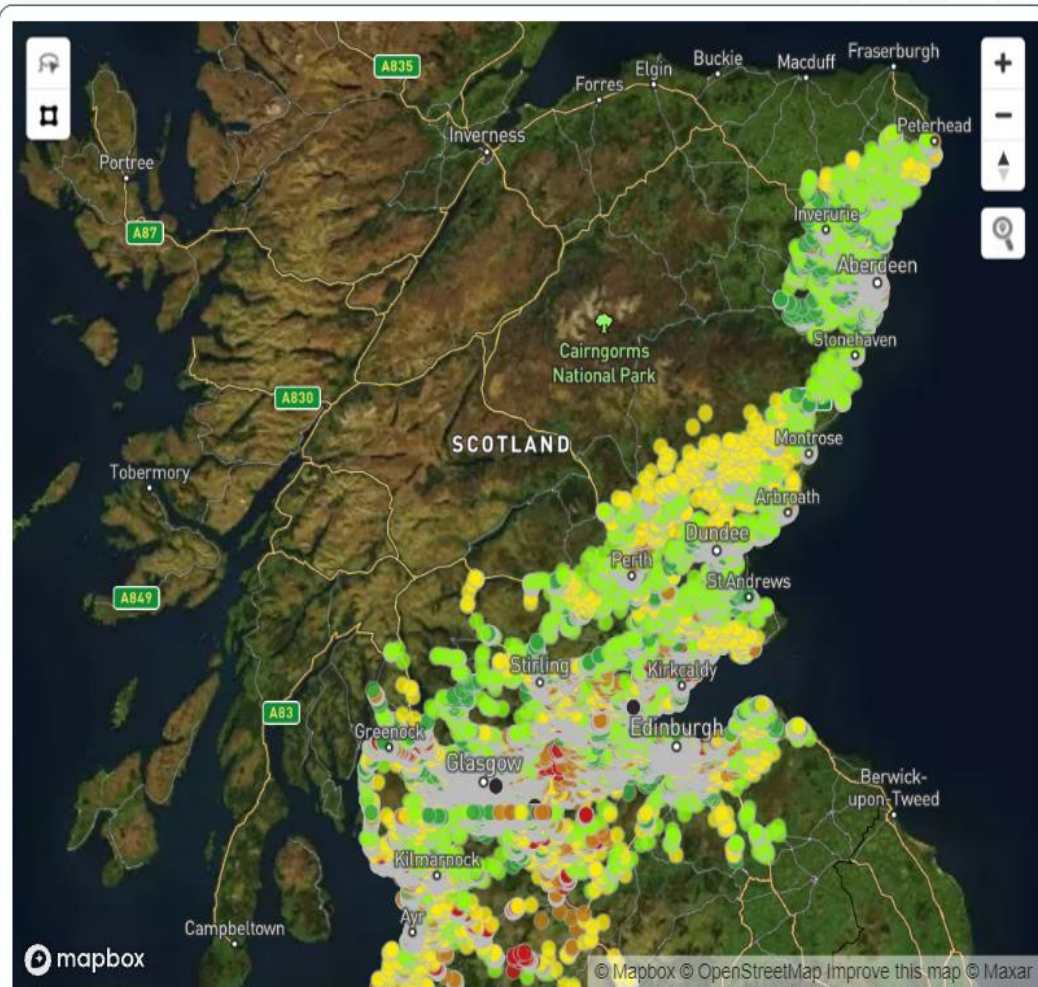 A835
Buckie
Macduff
Fraserburgh
Elgin
Forres
Inverness
Peterhead
Portree
A87
Inverurie
Aberdeen
Cairngorms
National Park
Stonehaven
A830
SCOTLAND
Montrose
Tobermory
Arbroath
Dundee
Perth
St Andrews
A849
Stirling
Kirkcaldy
A83
Greenock
Edinburgh
Glasgow
Berwick-
upon-Tweed
Kilmarnock
Ayr
Campbeltown
mapbox
© Mapbox © OpenStreetMap Improve this map © Maxar